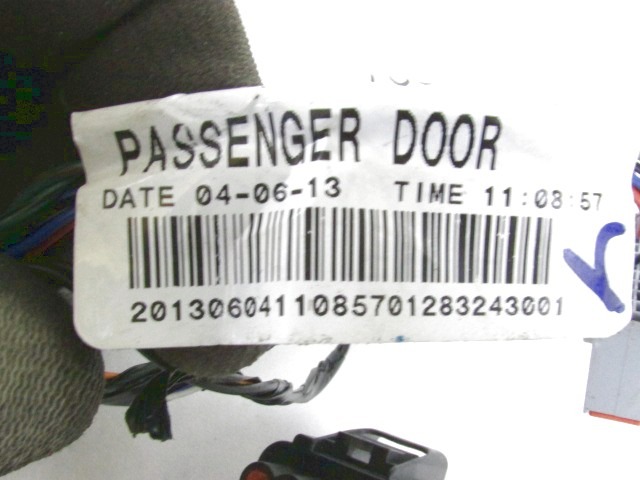 PASSENGER DOOR
DATE 04-06-13 TIME 11:08:57
2013060411085701283243001